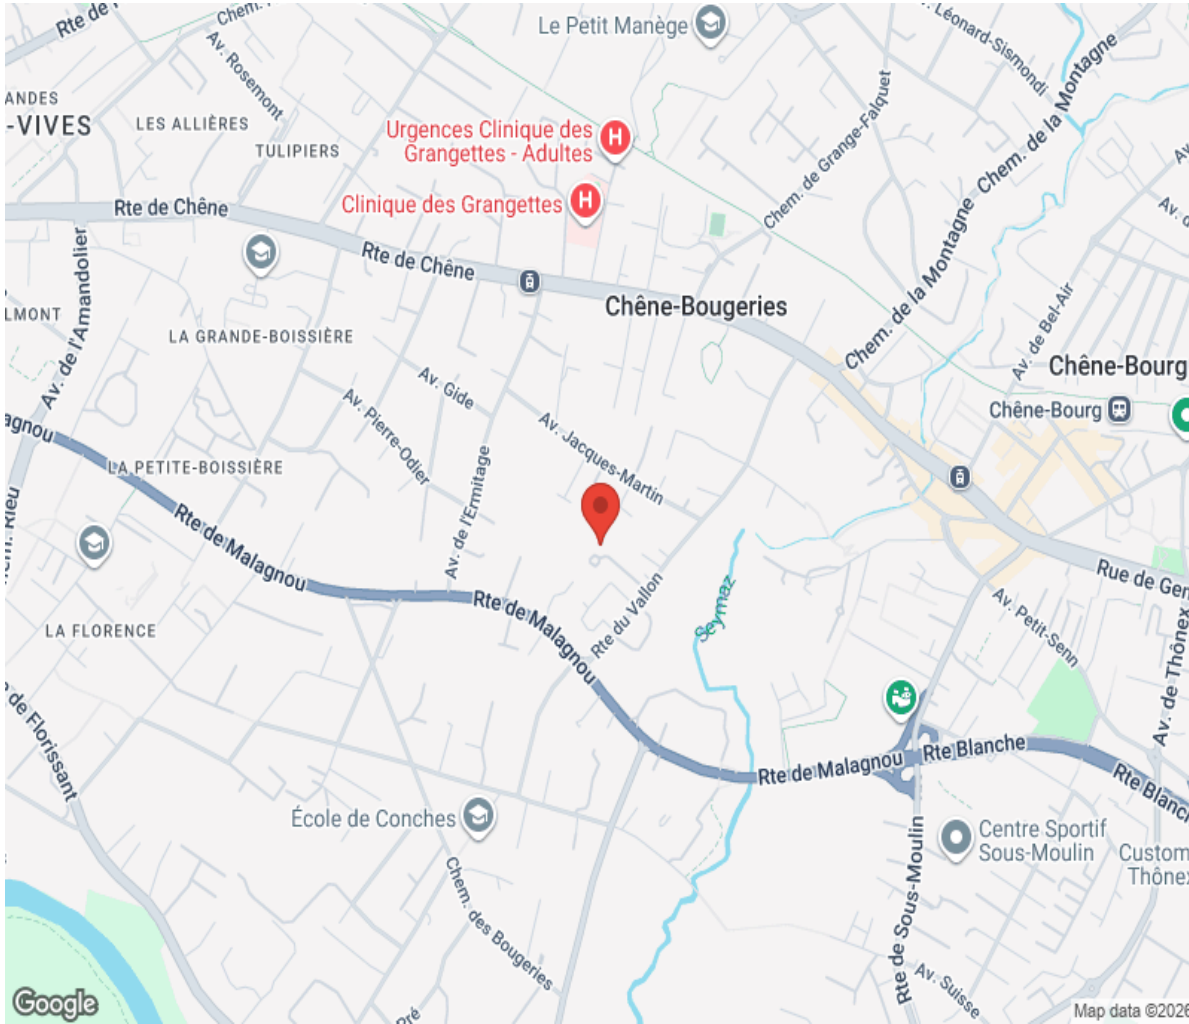 Rte de
Chem.
Le Petit Manège
Av. Léonard-Sismondi
Av. Rosemont
Chem. de la Montagne
ANDES
-VIVES
LES ALLIÈRES
TULIPIERS
Urgences Clinique des
Grangettes - Adultes
H
Chem. de Grange-Falquet
Clinique des Grangettes
H
Rte de Chêne
Rte de Chêne
Chem. de la Montagne
Av. de l'Amandolier
LMONT
LA GRANDE-BOISSIÈRE
Chêne-Bougeries
Av. de Bel-Air
Chêne-Bourg
Av. Gide
Av. Pierre-Odier
Chêne-Bourg
agnou
Av. Jacques-Martin
LA PETITE-BOISSIÈRE
Av. de l'Ermitage
Rte de Malagnou
Rieu
Rue de Gen
Rte de Malagnou
Rte du Vallon
Seymaz
Av. Petit-Senn
LA FLORENCE
Av. de Thônex
de Florissant
Rte Blanche
Rte de Malagnou
Rte Blanc
École de Conches
Centre Sportif
Sous-Moulin
Custom
Thônex
Rte de Sous-Moulin
Chem. des Bougeries
Av. Suisse
Pré
Google
Map data ©2026